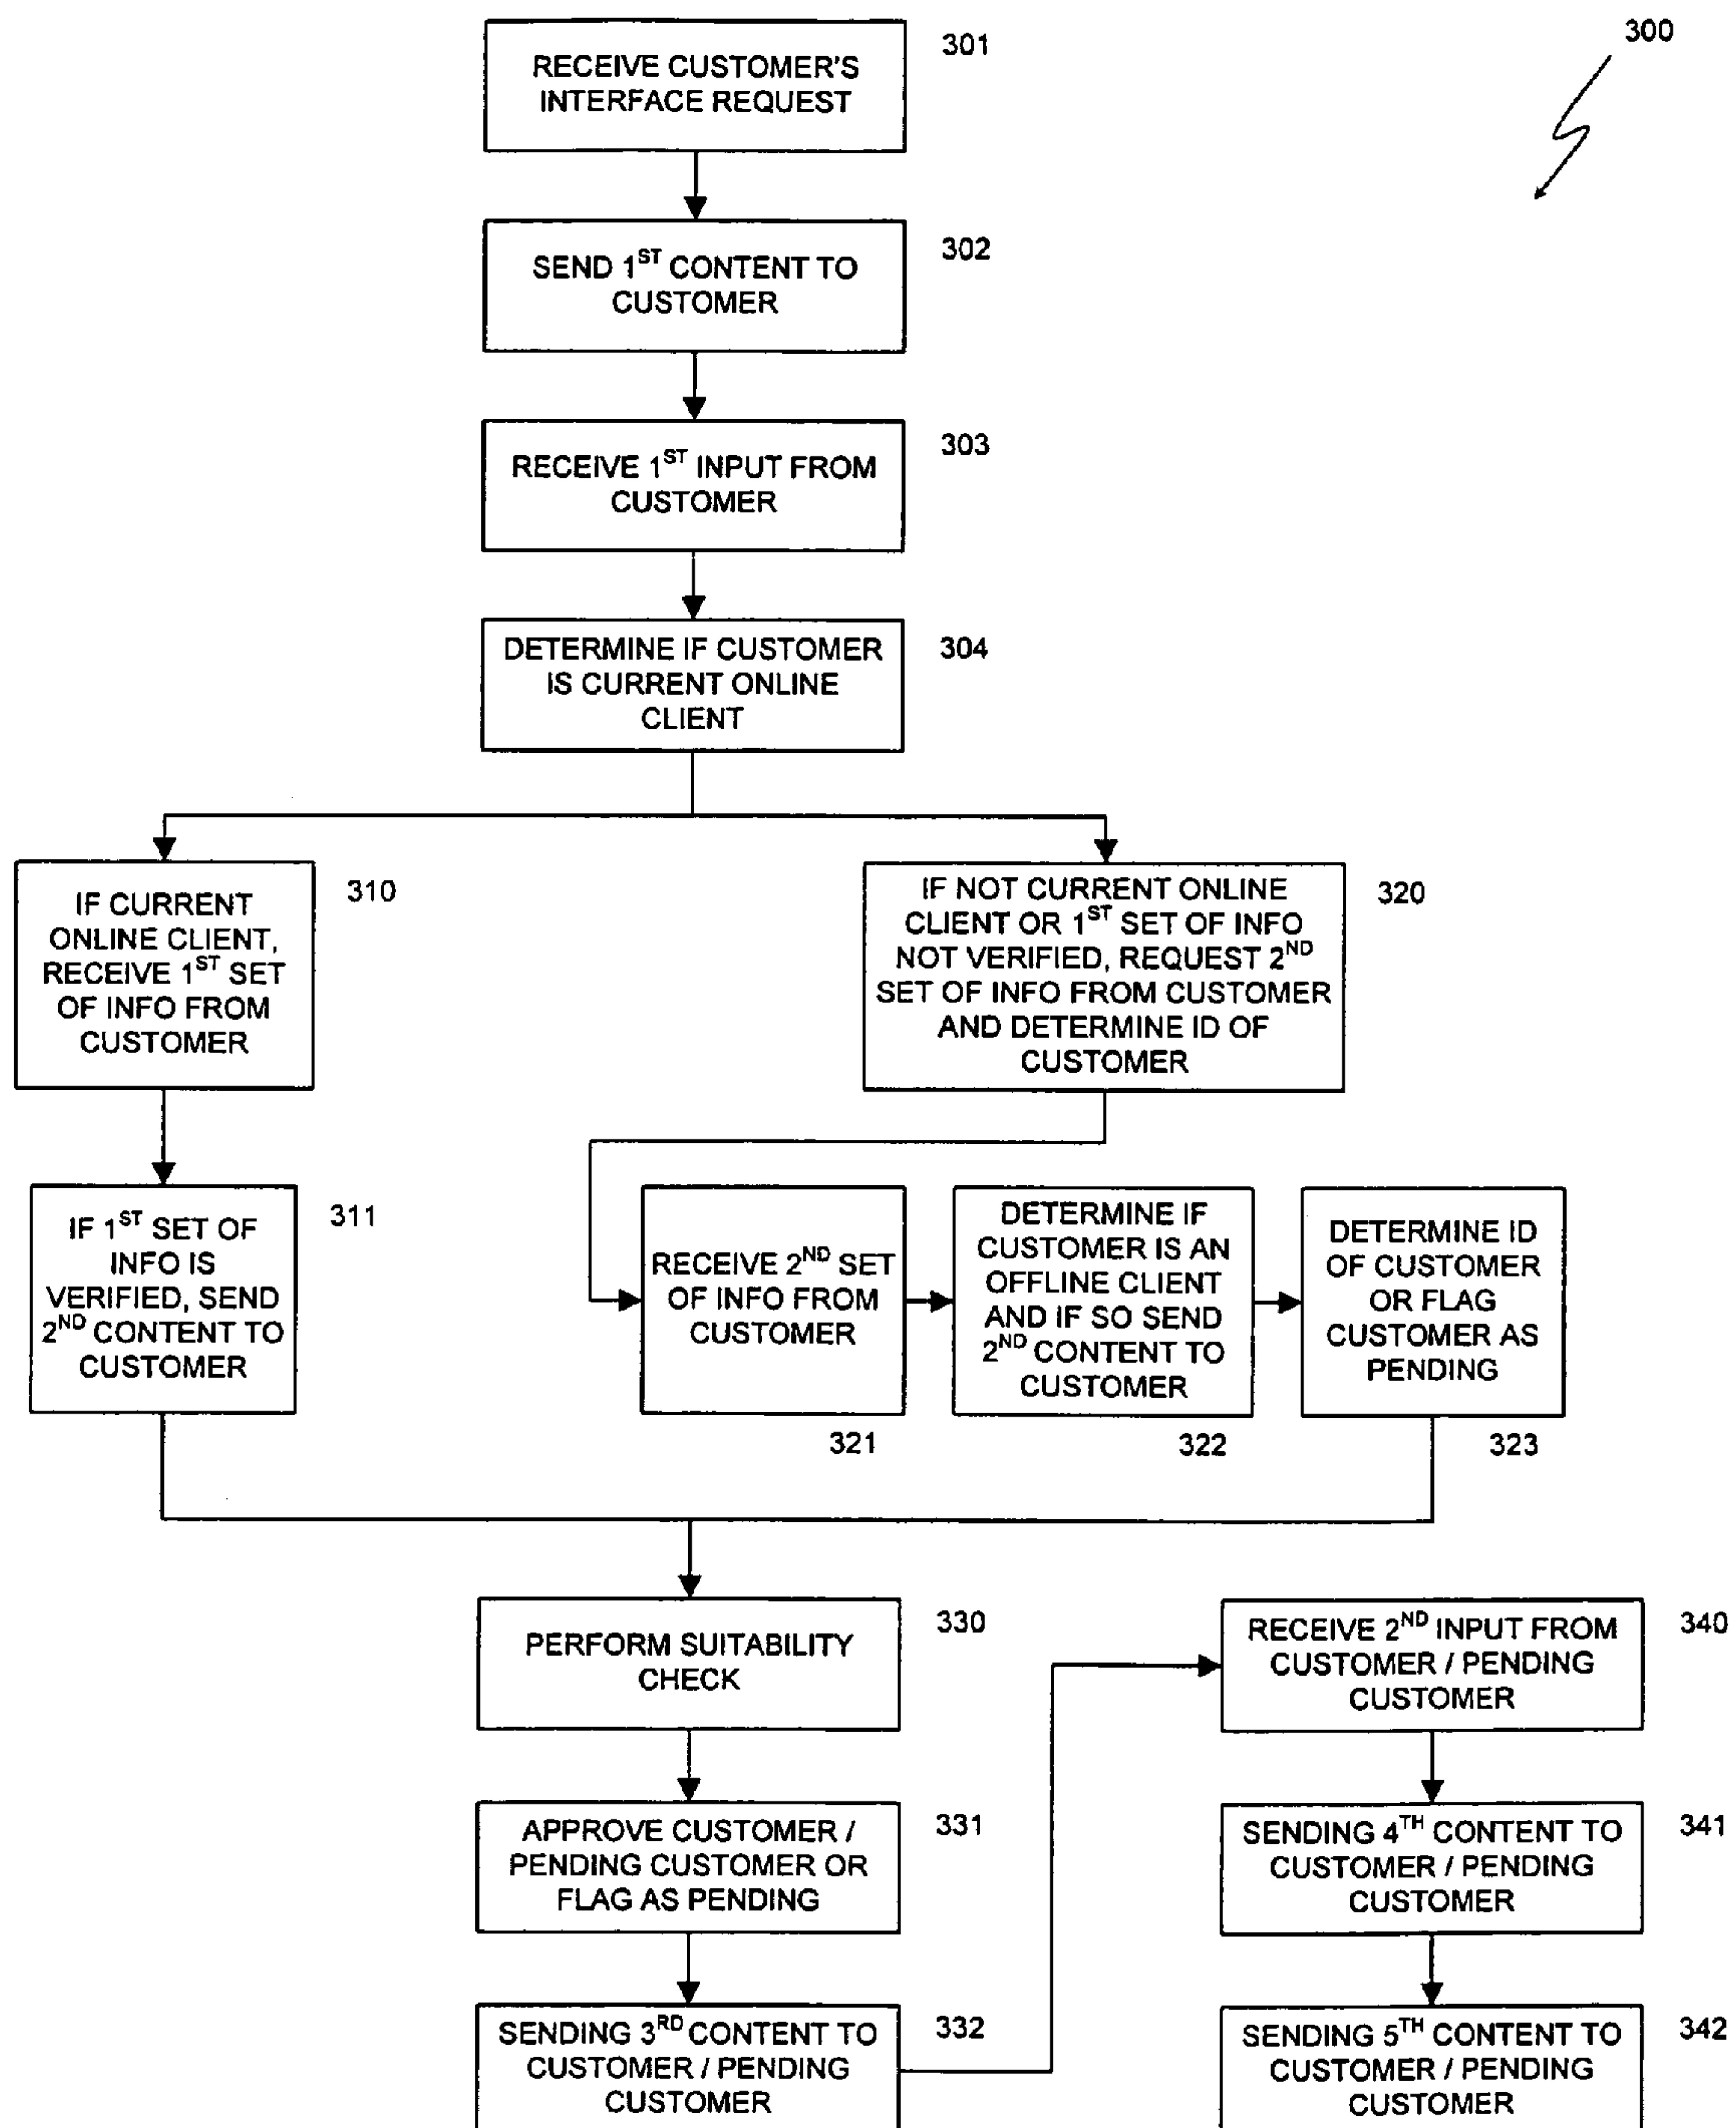 300
301
RECEIVE CUSTOMER'S
INTERFACE REQUEST
302
SEND 1ST CONTENT TO
CUSTOMER
303
RECEIVE 1ST INPUT FROM
CUSTOMER
304
DETERMINE IF CUSTOMER
IS CURRENT ONLINE
CLIENT
310
IF CURRENT
ONLINE CLIENT,
RECEIVE 1ST SET
OF INFO FROM
CUSTOMER
320
IF NOT CURRENT ONLINE
CLIENT OR 1ST SET OF INFO
NOT VERIFIED, REQUEST 2ND
SET OF INFO FROM CUSTOMER
AND DETERMINE ID OF
CUSTOMER
311
IF 1ST SET OF
INFO IS
VERIFIED, SEND
2ND CONTENT TO
CUSTOMER
RECEIVE 2ND SET
OF INFO FROM
CUSTOMER
321
DETERMINE IF
CUSTOMER IS AN
OFFLINE CLIENT
AND IF SO SEND
2ND CONTENT TO
CUSTOMER
322
DETERMINE ID
OF CUSTOMER
OR FLAG
CUSTOMER AS
PENDING
323
330
PERFORM SUITABILITY
CHECK
331
APPROVE CUSTOMER /
PENDING CUSTOMER OR
FLAG AS PENDING
332
SENDING 3RD CONTENT TO
CUSTOMER / PENDING
CUSTOMER
340
RECEIVE 2ND INPUT FROM
CUSTOMER / PENDING
CUSTOMER
341
SENDING 4TH CONTENT TO
CUSTOMER / PENDING
CUSTOMER
342
SENDING 5TH CONTENT TO
CUSTOMER / PENDING
CUSTOMER